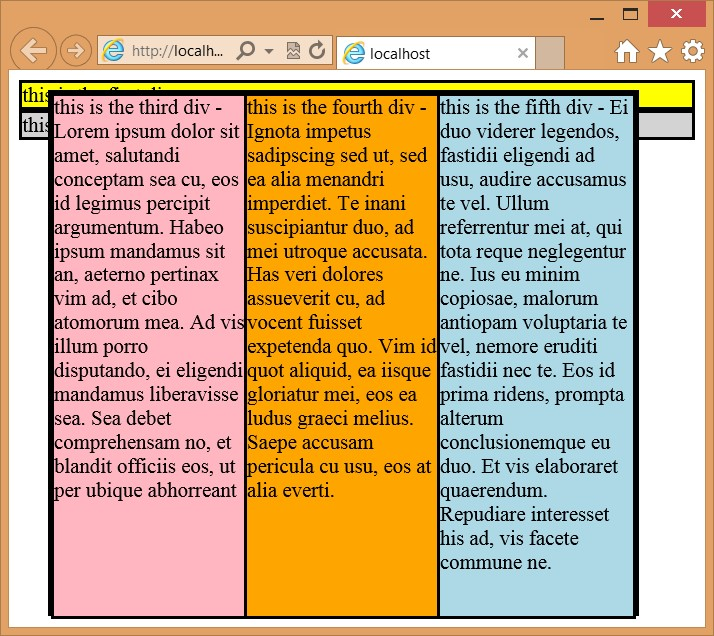 http://localh...
localhost
this is the first div
this
this is the third div -
Lorem ipsum dolor sit
amet, salutandi
conceptam sea cu, eos
id legimus percipit
argumentum. Habeo
ipsum mandamus sit
an, aeterno pertinax
vim ad, et cibo
atomorum mea. Ad vis
illum porro
disputando, ei eligendi
mandamus liberavisse
sea. Sea debet
comprehensam no, et
blandit officiis eos, ut
per ubique abhorreant
this is the fourth div -
Ignota impetus
sadipscing sed ut, sed
ea alia menandri
imperdiet. Te inani
suscipiantur duo, ad
mei utroque accusata.
Has veri dolores
assueverit cu, ad
vocent fuisset
expetenda quo. Vim id
quot aliquid, ea iisque
gloriatur mei, eos ea
ludus graeci melius.
Saepe accusam
pericula cu usu, eos at
alia everti.
this is the fifth div - Ei
duo viderer legendos,
fastidii eligendi ad
usu, audire accusamus
te vel. Ullum
referrentur mei at, qui
tota reque neglegentur
ne. Ius eu minim
copiosae, malorum
antiopam voluptaria te
vel, nemore eruditi
fastidii nec te. Eos id
prima ridens, prompta
alterum
conclusionemque eu
duo. Et vis elaboraret
quaerendum.
Repudiare interesset
his ad, vis facete
commune ne.